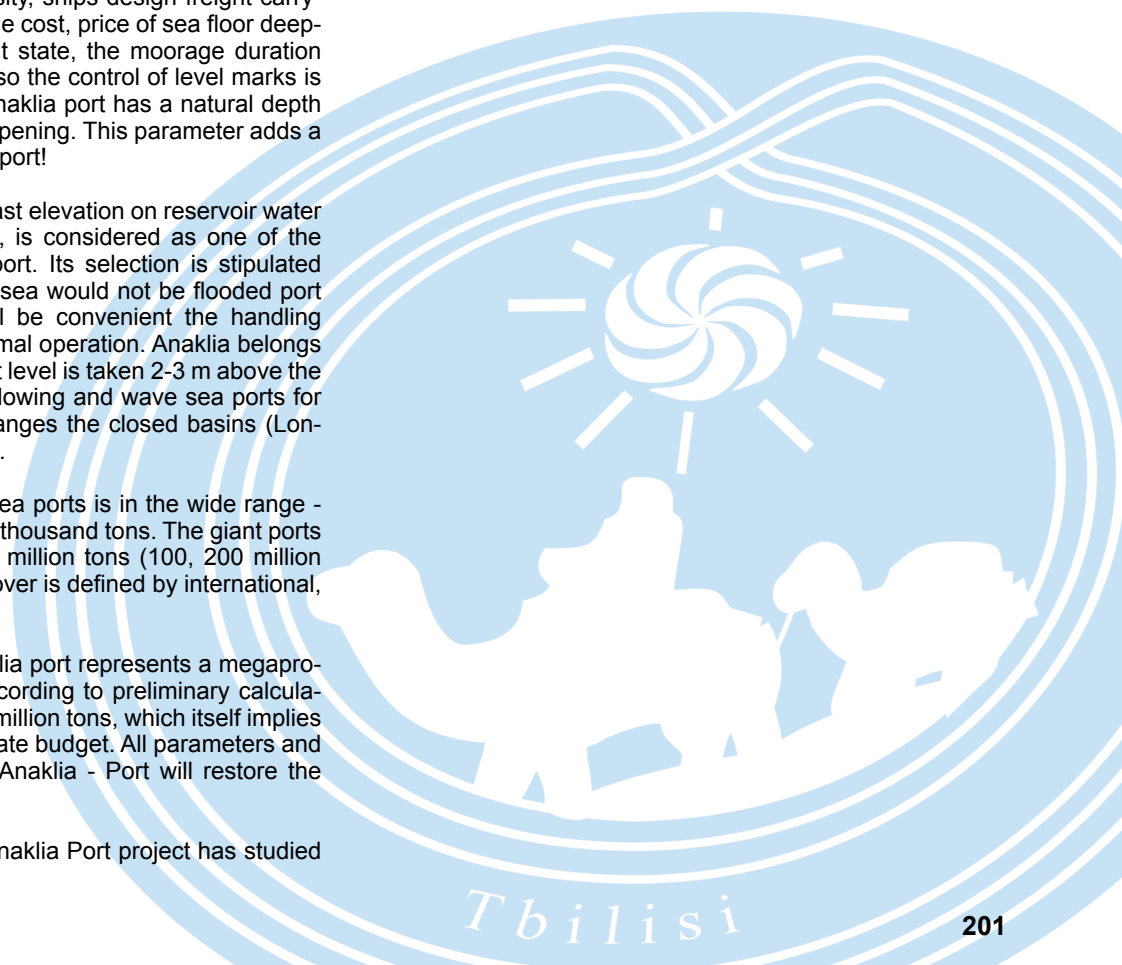 sity, ships design freight carry-
e cost, price of sea floor deep-
t state, the moorage duration
so the control of level marks is
naklia port has a natural depth
pening. This parameter adds a
port!
ast elevation on reservoir water
, is considered as one of the
port. Its selection is stipulated
sea would not be flooded port
l be convenient the handling
mal operation. Anaklia belongs
t level is taken 2-3 m above the
lowing and wave sea ports for
anges the closed basins (Lon-
.
ea ports is in the wide range -
thousand tons. The giant ports
million tons (100, 200 million
over is defined by international,
lia port represents a megapro-
cording to preliminary calcula-
million tons, which itself implies
ate budget. All parameters and
Anaklia - Port will restore the
naklia Port project has studied
Tbilisi
201